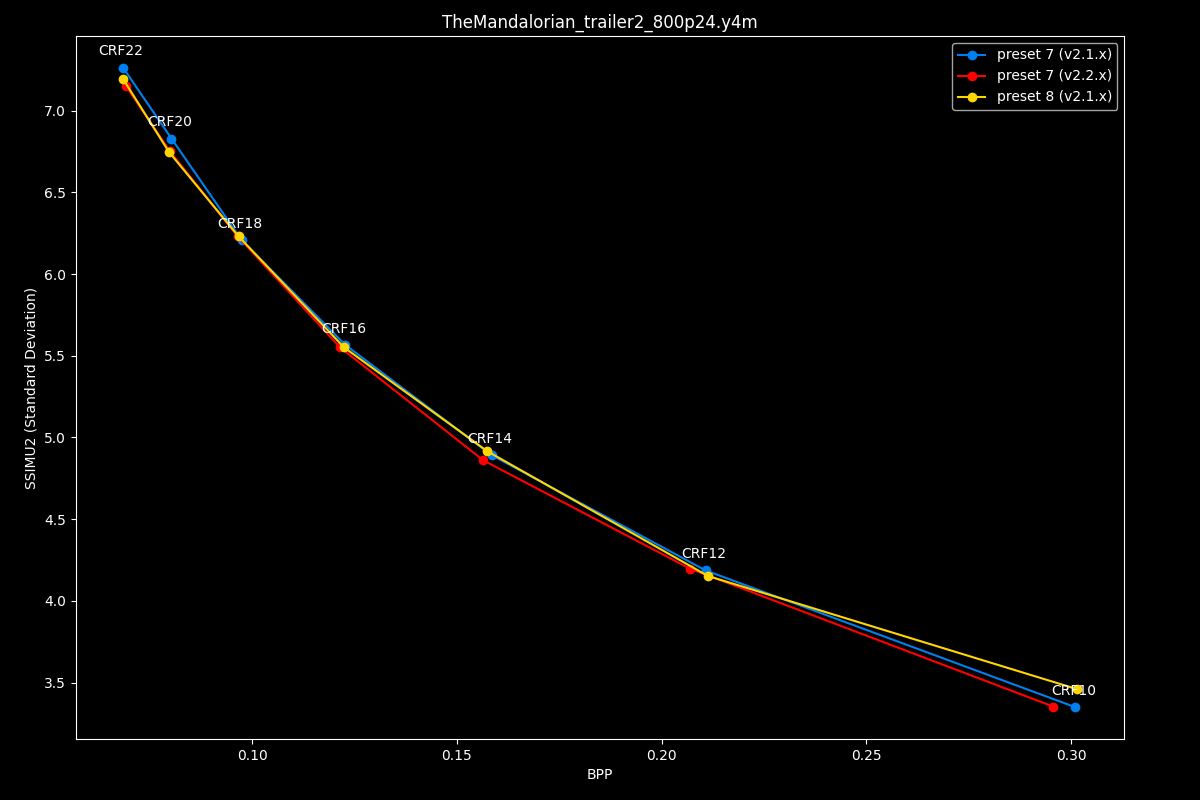 TheMandalorian_trailer2_800p24.y4m
preset 7 (v2.1.x)
preset 7 (v2.2.x)
preset 8 (v2.1.x)
CRF22
CRF20
CRF18
CRF16
CRF14
CRF12
CRF10
SSIMU2 (Standard Deviation)
7.0
6.5
6.0
5.5
5.0
4.5
4.0
3.5
0.10 0.15 0.20 0.25 0.30
BPP